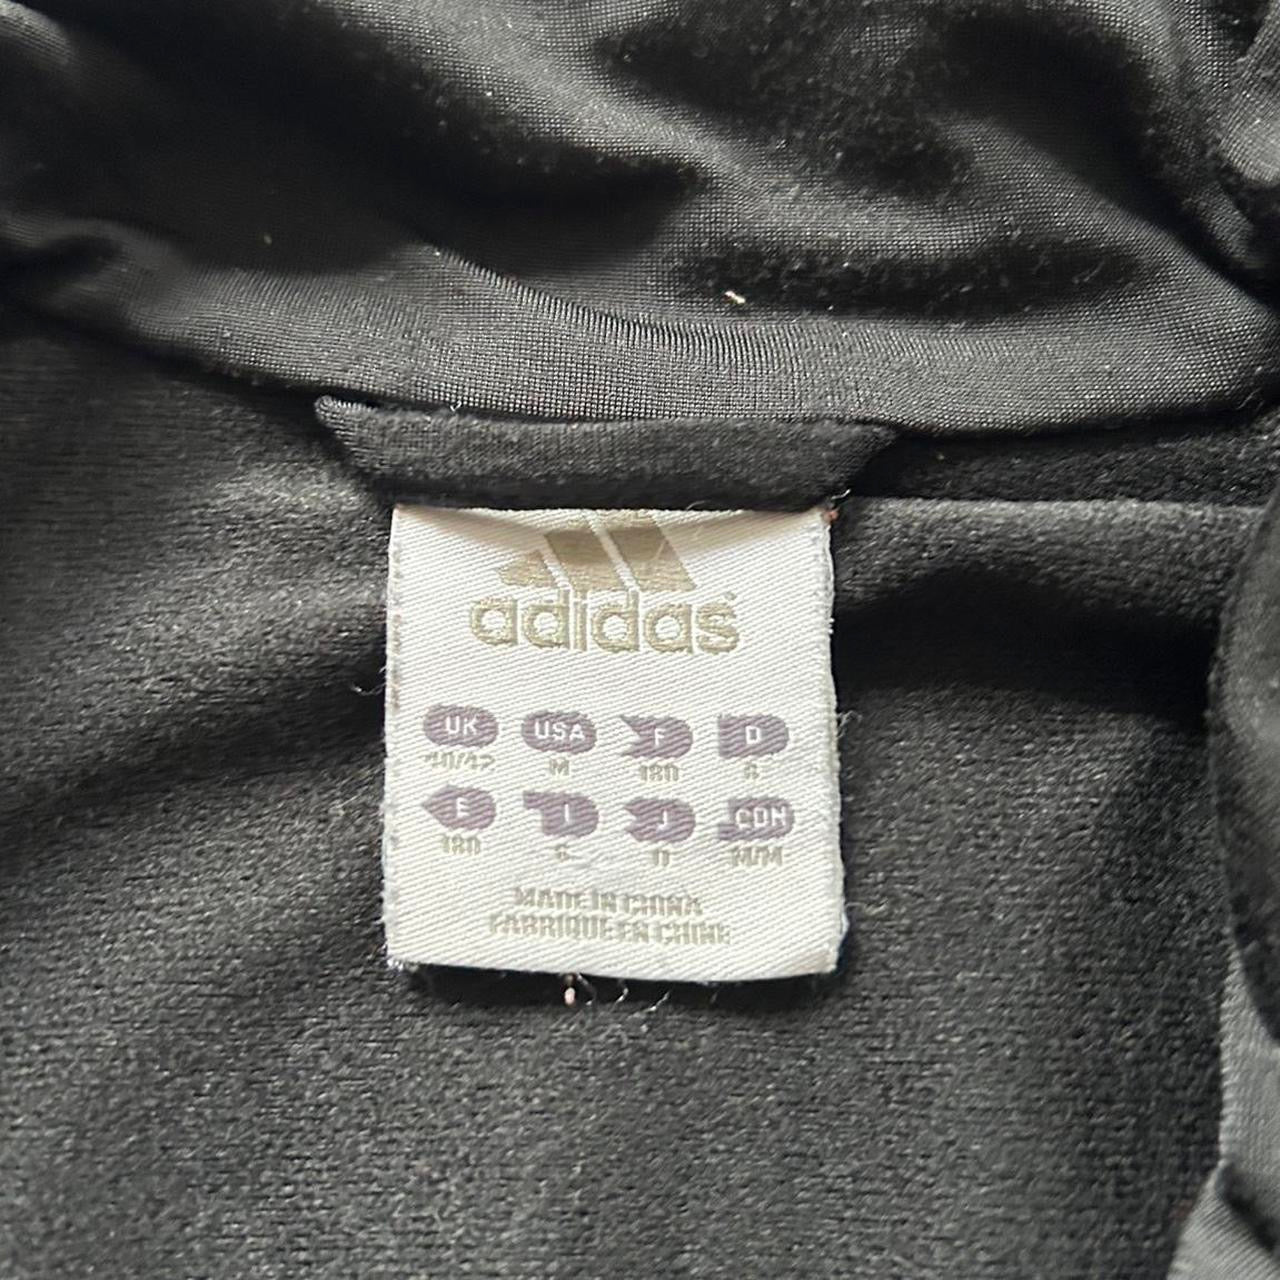 adidas
UK USA F D
40/42 M 180 6
E I J CDN
180 6 O M/M
MADE IN CHINA
FABRIQUE EN CHINE